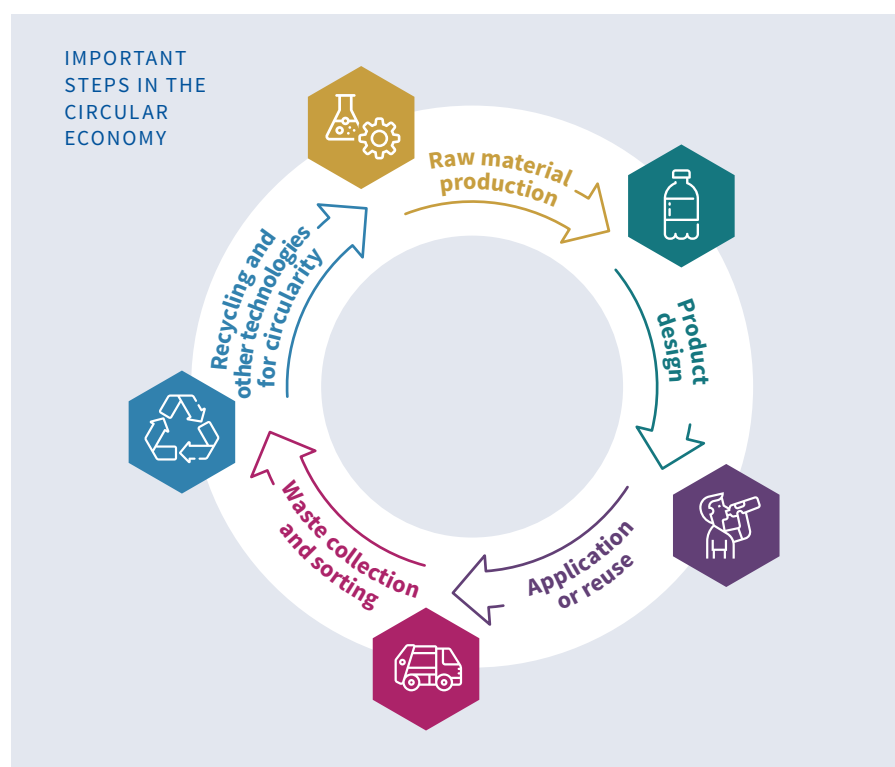 IMPORTANT
STEPS IN THE
CIRCULAR
ECONOMY
Raw material
production
Product
design
Application
or reuse
Waste collection
and sorting
Recycling and
other technologies
for circularity